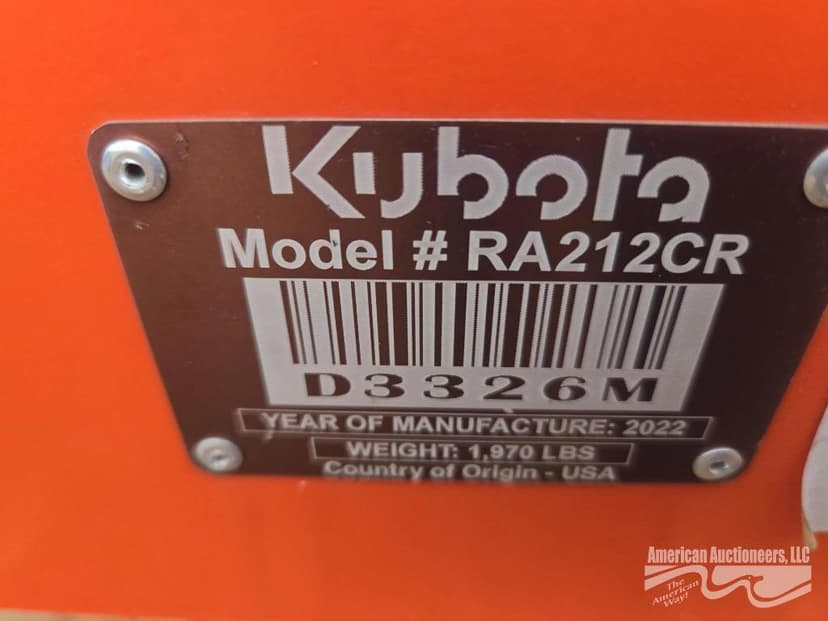 Kubota
Model # RA212CR
D3326M
YEAR OF MANUFACTURE: 2022
WEIGHT: 1,970 LBS
Country of Origin - USA
American Auctioneers, LLC
The
American
Way!